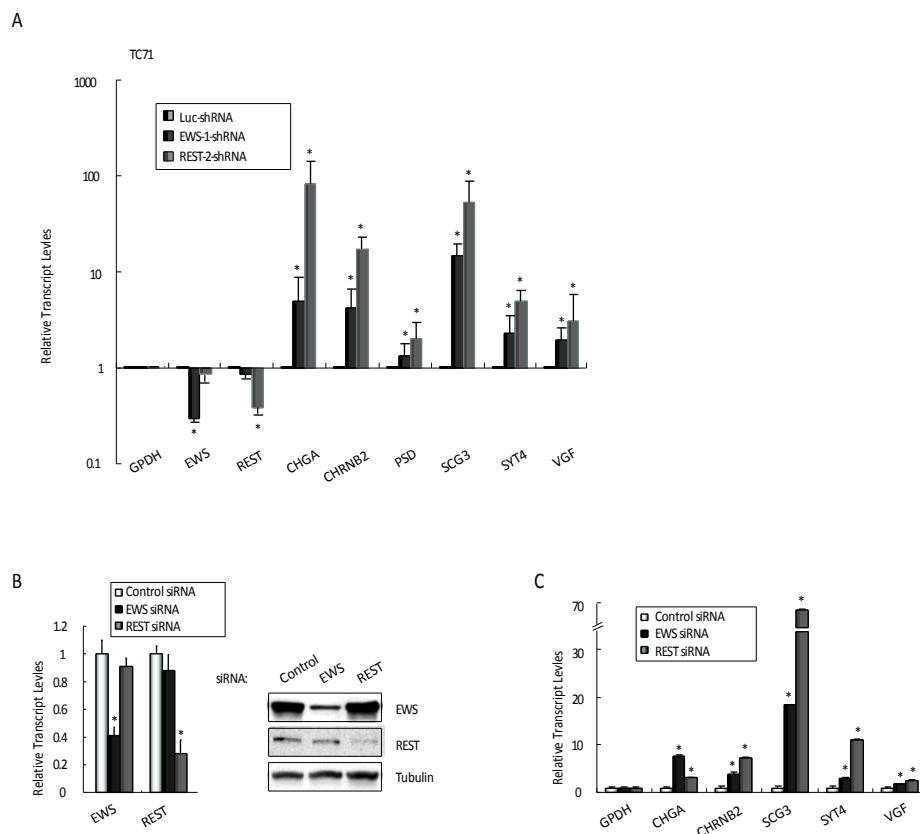 A
TC71
1000
Luc-shRNA
EWS-1-shRNA
REST-2-shRNA
100
10
1
0.1
Relative Transcript Levles
* * * * * * * * * * * * * *
GPDH EWS REST CHGA CHRNB2 PSD SCG3 SYT4 VGF
B
Control siRNA
EWS siRNA
REST siRNA
1.2
1
0.8
0.6
0.4
0.2
0
Relative Transcript Levles
* *
EWS REST
siRNA: Control EWS REST
EWS
REST
Tubulin
C
Control siRNA
EWS siRNA
REST siRNA
70
30
20
10
0
Relative Transcript Levles
* * * * * * * * * *
GPDH CHGA CHRNB2 SCG3 SYT4 VGF